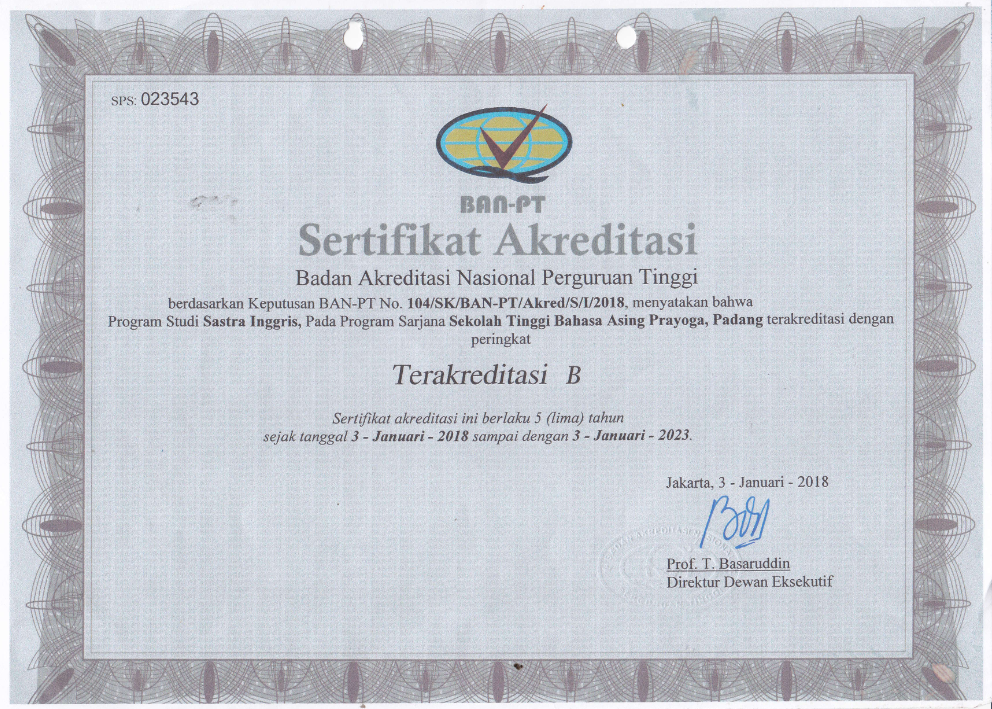 SPS: 023543
BAN-PT
Sertifikat Akreditasi
Badan Akreditasi Nasional Perguruan Tinggi
berdasarkan Keputusan BAN-PT No. 104/SK/BAN-PT/Akred/S/I/2018, menyatakan bahwa
Program Studi Sastra Inggris, Pada Program Sarjana Sekolah Tinggi Bahasa Asing Prayoga, Padang terakreditasi dengan
peringkat
Terakreditasi B
Sertifikat akreditasi ini berlaku 5 (lima) tahun
sejak tanggal 3 - Januari - 2018 sampai dengan 3 - Januari - 2023.
Jakarta, 3 - Januari - 2018
Prof. T. Basaruddin
Direktur Dewan Eksekutif